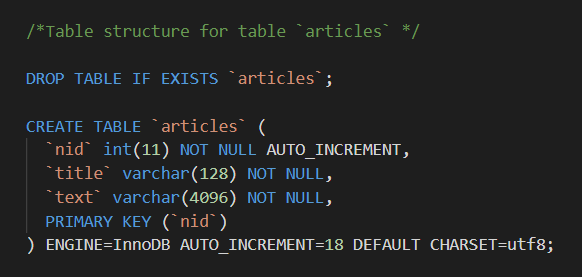 /*Table structure for table `articles` */
DROP TABLE IF EXISTS `articles`;
CREATE TABLE `articles` (
  `nid` int(11) NOT NULL AUTO_INCREMENT,
  `title` varchar(128) NOT NULL,
  `text` varchar(4096) NOT NULL,
  PRIMARY KEY (`nid`)
) ENGINE=InnoDB AUTO_INCREMENT=18 DEFAULT CHARSET=utf8;